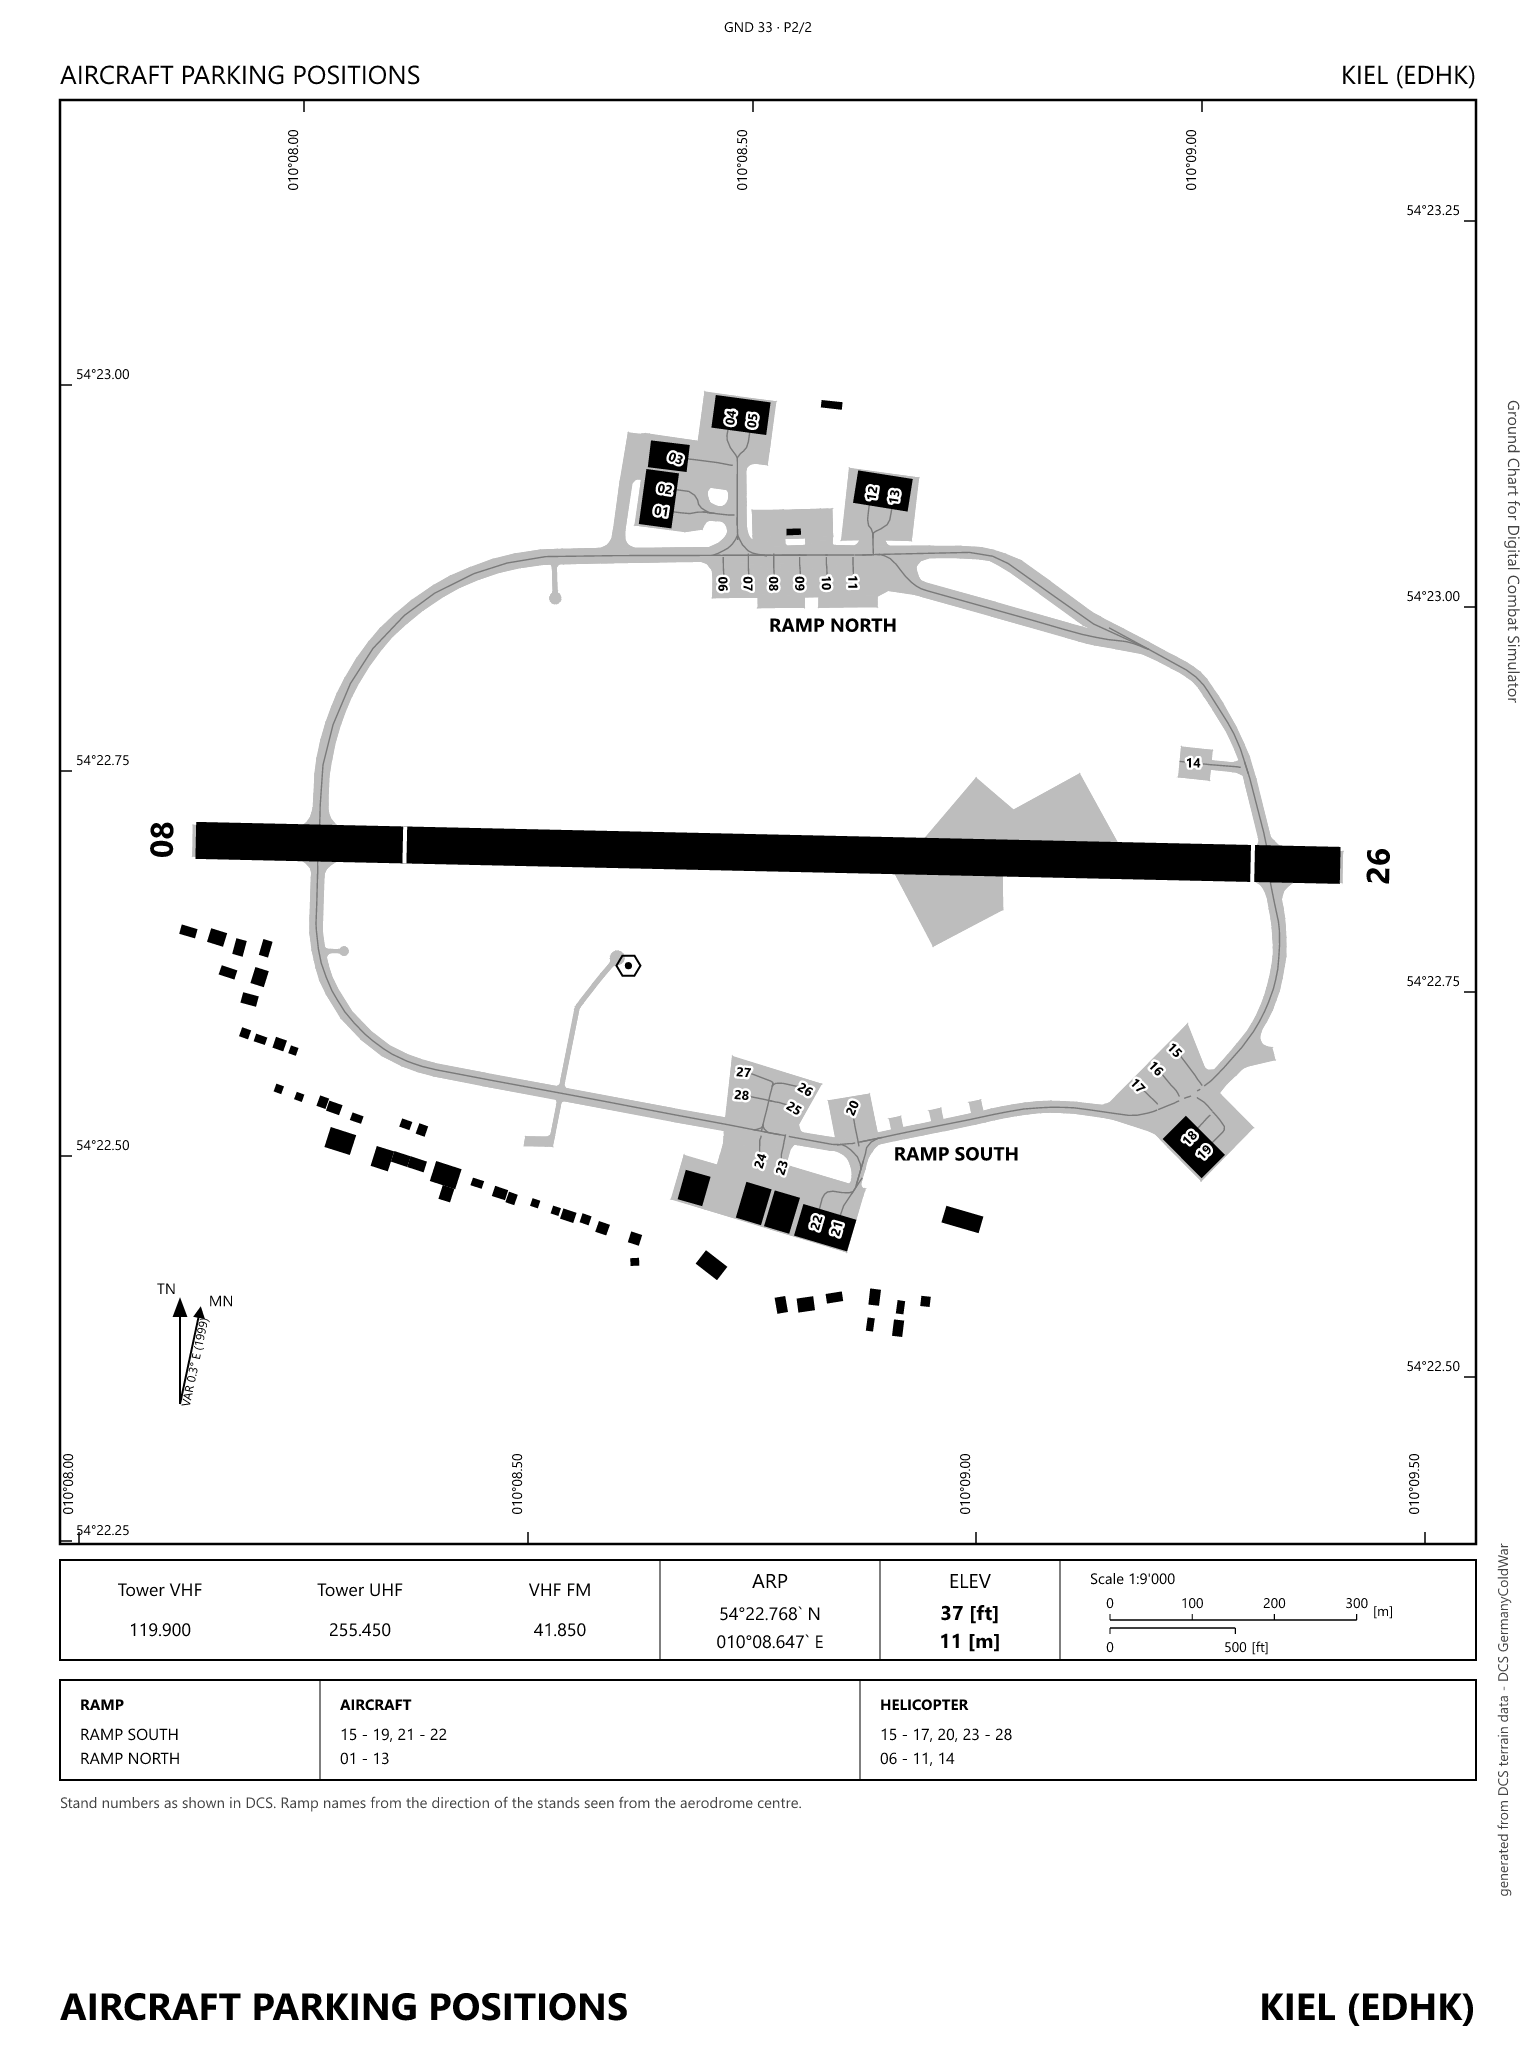 GND 33 · P2/2
AIRCRAFT PARKING POSITIONS
KIEL (EDHK)
010°08.00
010°08.50
010°09.00
54°23.25
54°23.00
04
05
03
02
01
12
13
06
07
08
09
10
11
RAMP NORTH
54°23.00
54°22.75
14
08
26
54°22.75
15
16
17
27
28
26
25
20
18
19
54°22.50
24
23
RAMP SOUTH
22
21
TN
MN
VAR 0.3° E (1999)
54°22.50
010°08.00
010°08.50
010°09.00
010°09.50
54°22.25
Ground Chart for Digital Combat Simulator
generated from DCS terrain data - DCS GermanyColdWar
Tower VHF
119.900
Tower UHF
255.450
VHF FM
41.850
ARP
54°22.768` N
010°08.647` E
ELEV
37 [ft]
11 [m]
Scale 1:9'000
0 100 200 300 [m]
0 500 [ft]
RAMP AIRCRAFT HELICOPTER
RAMP SOUTH 15 - 19, 21 - 22 15 - 17, 20, 23 - 28
RAMP NORTH 01 - 13 06 - 11, 14
Stand numbers as shown in DCS. Ramp names from the direction of the stands seen from the aerodrome centre.
AIRCRAFT PARKING POSITIONS
KIEL (EDHK)